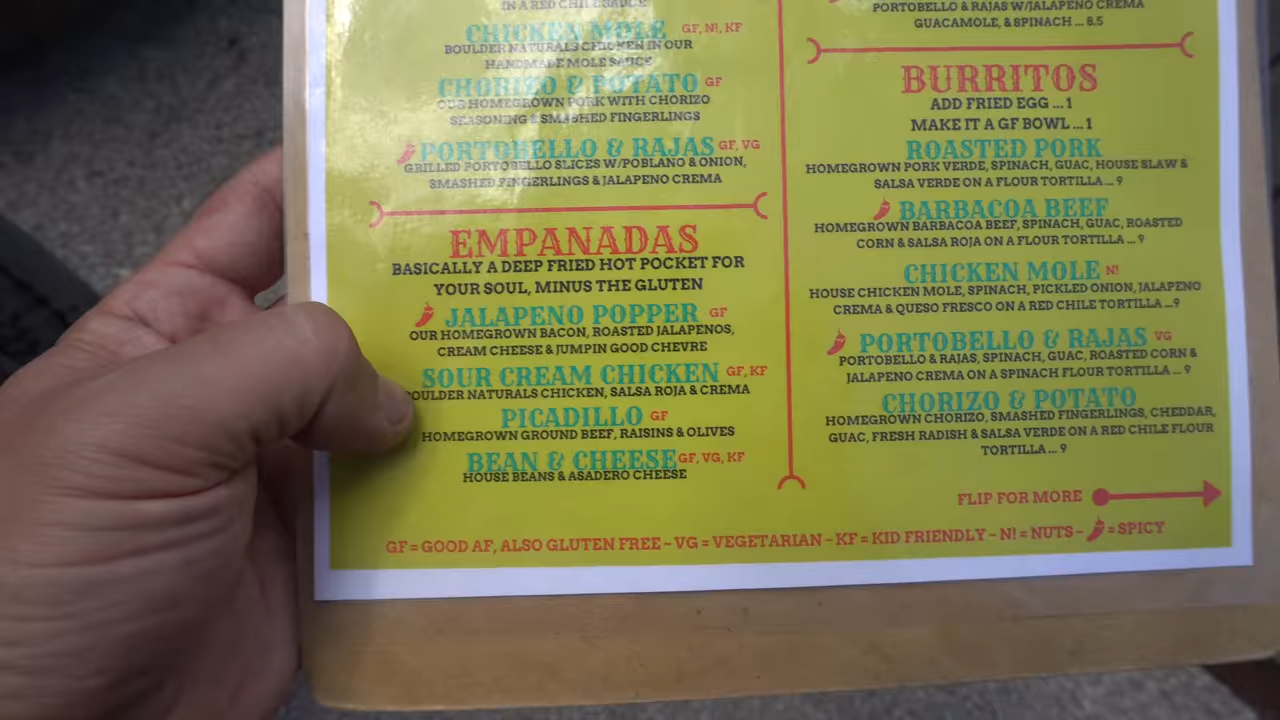 IN A RED CHILE SAUCE
CHICKEN MOLE GF, N!, KF
BOULDER NATURALS CHICKEN IN OUR
HANDMADE MOLE SAUCE
CHORIZO & POTATO GF
OUR HOMEGROWN PORK WITH CHORIZO
SEASONING & SMASHED FINGERLINGS
PORTOBELLO & RAJAS GF, VG
GRILLED PORTOBELLO SLICES W/POBLANO & ONION,
SMASHED FINGERLINGS & JALAPENO CREMA
EMPANADAS
BASICALLY A DEEP FRIED HOT POCKET FOR
YOUR SOUL, MINUS THE GLUTEN
JALAPENO POPPER GF
OUR HOMEGROWN BACON, ROASTED JALAPENOS,
CREAM CHEESE & JUMPIN GOOD CHEVRE
SOUR CREAM CHICKEN GF, KF
BOULDER NATURALS CHICKEN, SALSA ROJA & CREMA
PICADILLO GF
HOMEGROWN GROUND BEEF, RAISINS & OLIVES
BEAN & CHEESE GF, VG, KF
HOUSE BEANS & ASADERO CHEESE
PORTOBELLO & RAJAS W/JALAPENO CREMA
GUACAMOLE, & SPINACH ... 8.5
BURRITOS
ADD FRIED EGG ... 1
MAKE IT A GF BOWL ... 1
ROASTED PORK
HOMEGROWN PORK VERDE, SPINACH, GUAC, HOUSE SLAW &
SALSA VERDE ON A FLOUR TORTILLA ... 9
BARBACOA BEEF
HOMEGROWN BARBACOA BEEF, SPINACH, GUAC, ROASTED
CORN & SALSA ROJA ON A FLOUR TORTILLA ... 9
CHICKEN MOLE N!
HOUSE CHICKEN MOLE, SPINACH, PICKLED ONION, JALAPENO
CREMA & QUESO FRESCO ON A RED CHILE TORTILLA ...9
PORTOBELLO & RAJAS VG
PORTOBELLO & RAJAS, SPINACH, GUAC, ROASTED CORN &
JALAPENO CREMA ON A SPINACH FLOUR TORTILLA ... 9
CHORIZO & POTATO
HOMEGROWN CHORIZO, SMASHED FINGERLINGS, CHEDDAR,
GUAC, FRESH RADISH & SALSA VERDE ON A RED CHILE FLOUR
TORTILLA ... 9
FLIP FOR MORE
GF = GOOD AF, ALSO GLUTEN FREE ~ VG = VEGETARIAN ~ KF = KID FRIENDLY ~ N! = NUTS ~ = SPICY